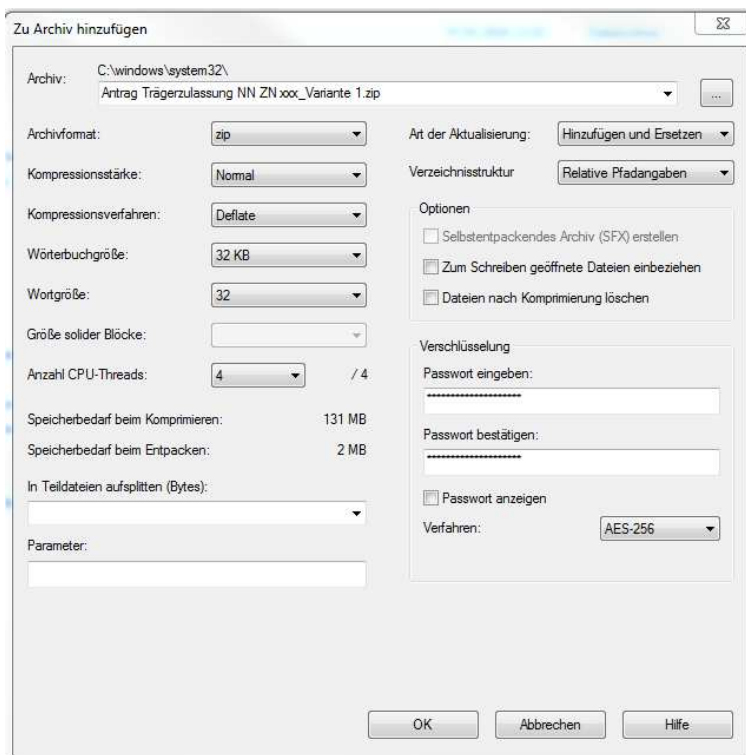 Zu Archiv hinzufügen
Archiv:
C:\windows\system32\
Antrag Trägerzulassung NN ZN xxx_Variante 1.zip
...
Archivformat:
zip
Kompressionsstärke:
Normal
Kompressionsverfahren:
Deflate
Wörterbuchgröße:
32 KB
Wortgröße:
32
Größe solider Blöcke:
Anzahl CPU-Threads:
4
/ 4
Speicherbedarf beim Komprimieren:
131 MB
Speicherbedarf beim Entpacken:
2 MB
In Teildateien aufsplitten (Bytes):
Parameter:
Art der Aktualisierung:
Hinzufügen und Ersetzen
Verzeichnisstruktur
Relative Pfadangaben
Optionen
Selbstentpackendes Archiv (SFX) erstellen
Zum Schreiben geöffnete Dateien einbeziehen
Dateien nach Komprimierung löschen
Verschlüsselung
Passwort eingeben:
Passwort bestätigen:
Passwort anzeigen
Verfahren:
AES-256
OK
Abbrechen
Hilfe